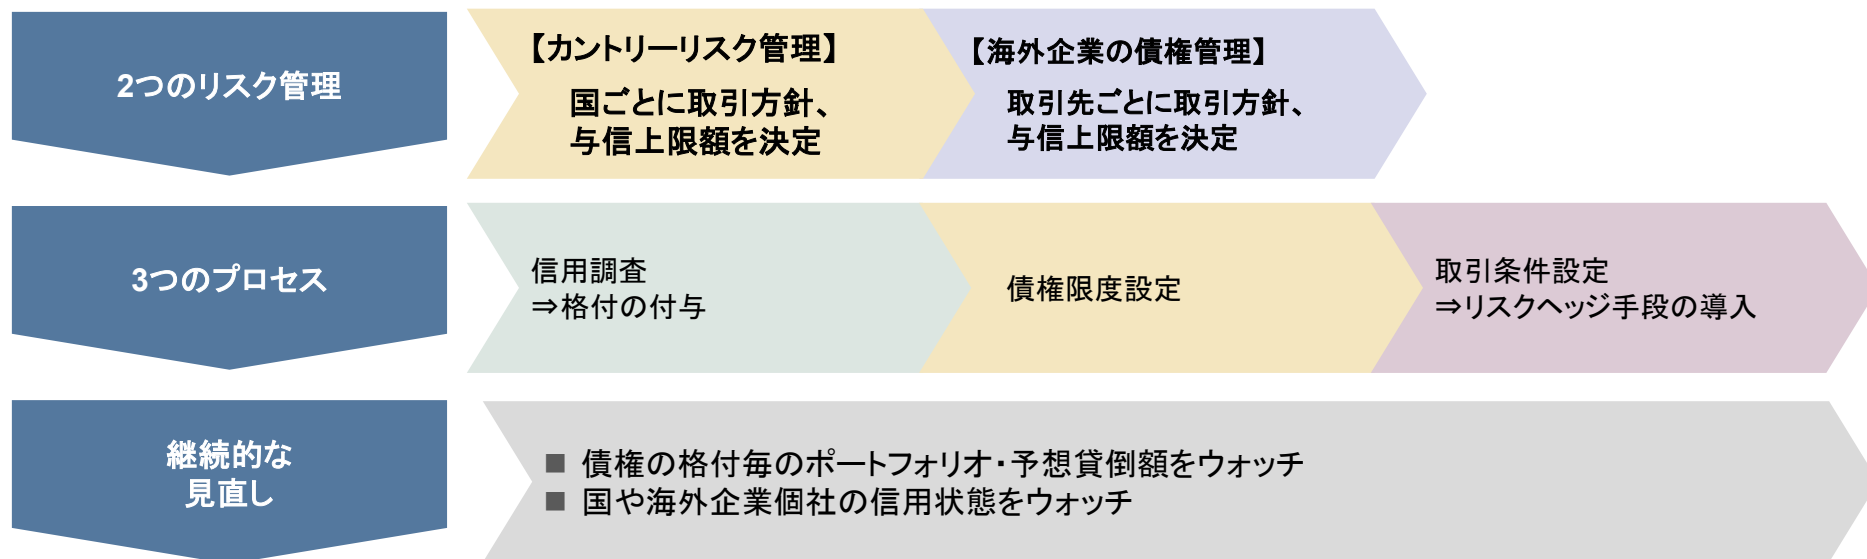 2つのリスク管理
【カントリーリスク管理】
国ごとに取引方針、
与信上限額を決定
【海外企業の債権管理】
取引先ごとに取引方針、
与信上限額を決定
3つのプロセス
信用調査
⇒格付の付与
債権限度設定
取引条件設定
⇒リスクヘッジ手段の導入
継続的な
見直し
■ 債権の格付毎のポートフォリオ・予想貸倒額をウォッチ
■ 国や海外企業個社の信用状態をウォッチ